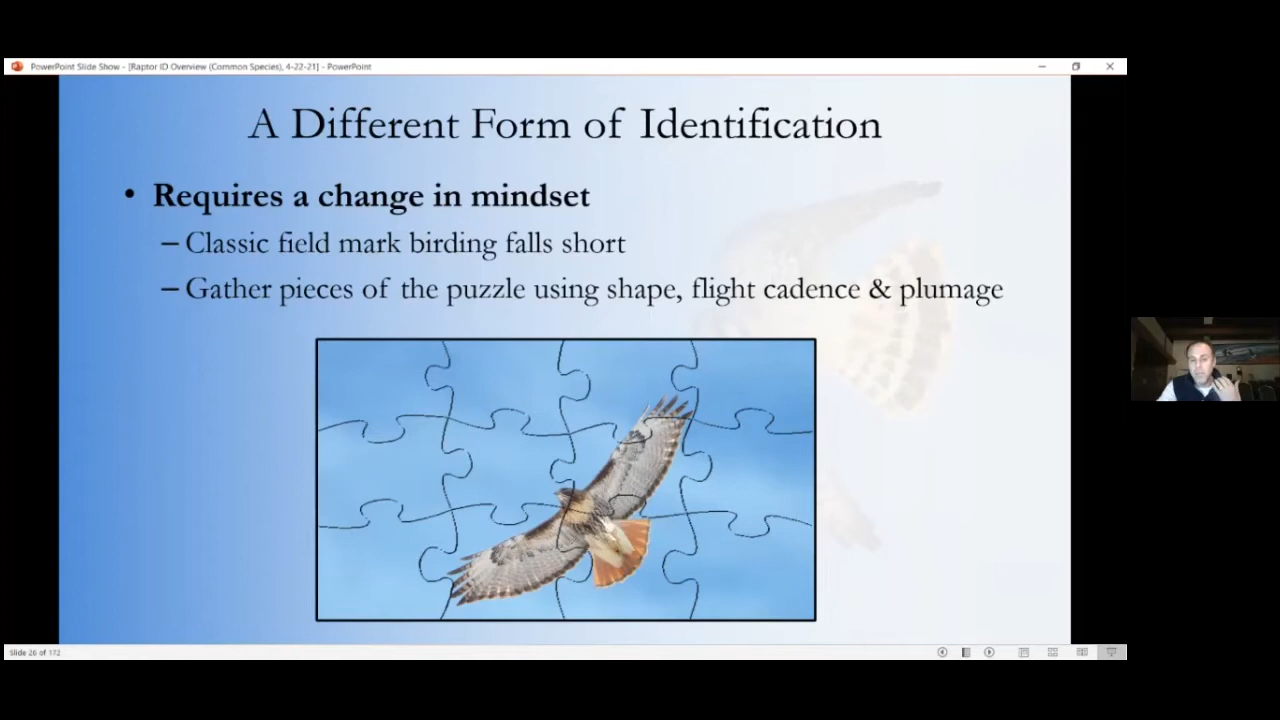 PowerPoint Slide Show - [Raptor ID Overview (Common Species), 4-22-21] - PowerPoint
A Different Form of Identification
• Requires a change in mindset
– Classic field mark birding falls short
– Gather pieces of the puzzle using shape, flight cadence & plumage
Slide 26 of 172